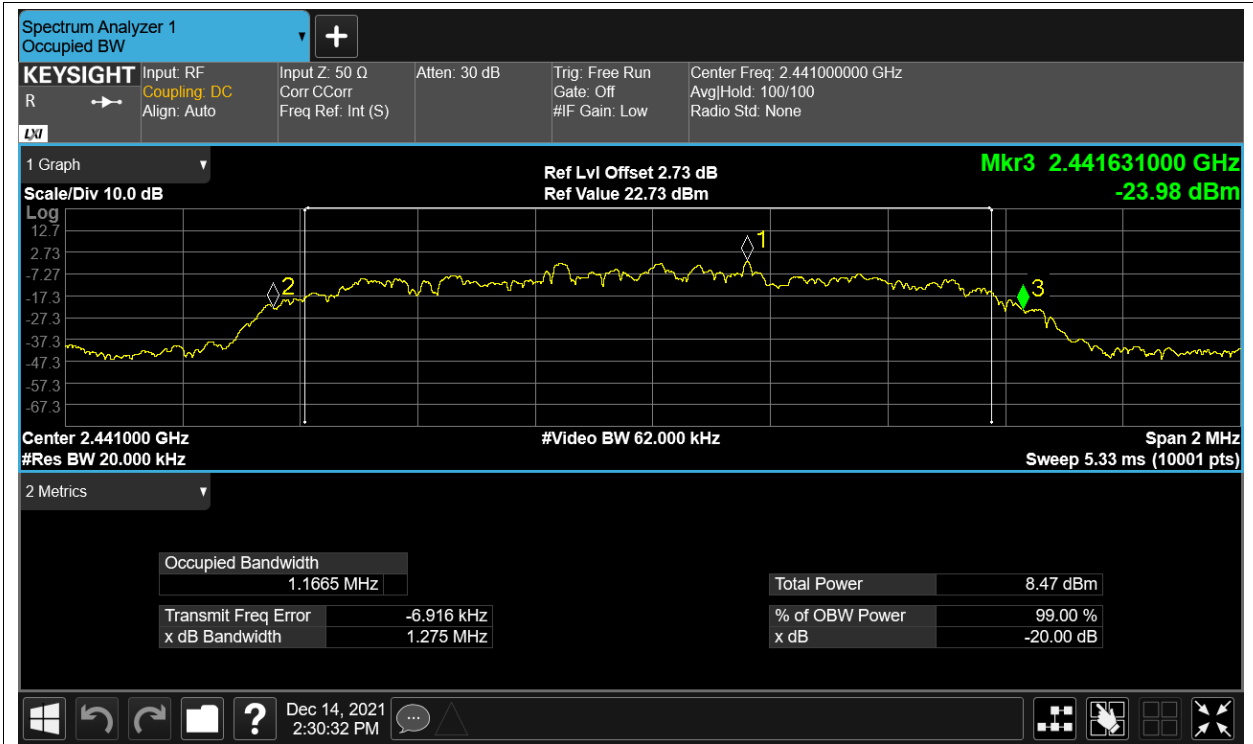 Spectrum Analyzer 1
Occupied BW
KEYSIGHT
R
LXI
Input: RF
Coupling: DC
Align: Auto
Input Z: 50 Ω
Corr CCorr
Freq Ref: Int (S)
Atten: 30 dB
Trig: Free Run
Gate: Off
#IF Gain: Low
Center Freq: 2.441000000 GHz
Avg|Hold: 100/100
Radio Std: None
1 Graph
Scale/Div 10.0 dB
Ref Lvl Offset 2.73 dB
Ref Value 22.73 dBm
Mkr3 2.441631000 GHz
-23.98 dBm
Log
12.7
2.73
-7.27
-17.3
-27.3
-37.3
-47.3
-57.3
-67.3
1
2
3
Center 2.441000 GHz
#Res BW 20.000 kHz
#Video BW 62.000 kHz
Span 2 MHz
Sweep 5.33 ms (10001 pts)
2 Metrics
Occupied Bandwidth
1.1665 MHz
Transmit Freq Error -6.916 kHz
x dB Bandwidth 1.275 MHz
Total Power 8.47 dBm
% of OBW Power 99.00 %
x dB -20.00 dB
?
Dec 14, 2021
2:30:32 PM